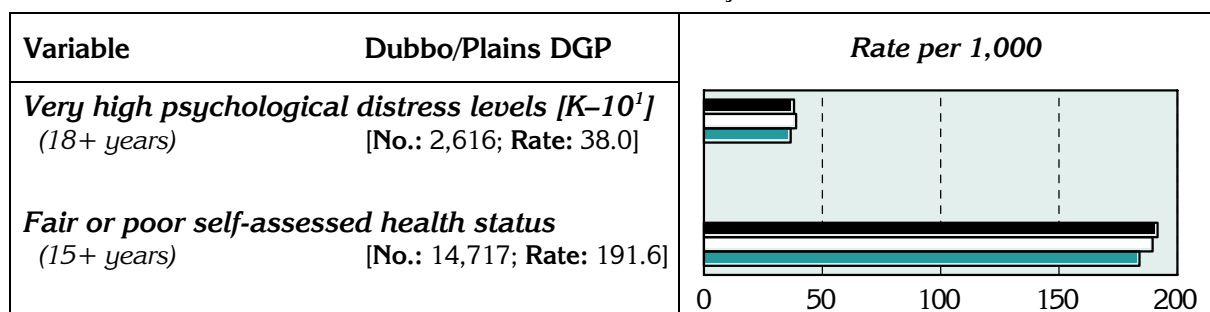 Variable Dubbo/Plains DGP Rate per 1,000
Very high psychological distress levels [K–10¹]
(18+ years) [No.: 2,616; Rate: 38.0]
Fair or poor self-assessed health status
(15+ years) [No.: 14,717; Rate: 191.6]
0 50 100 150 200